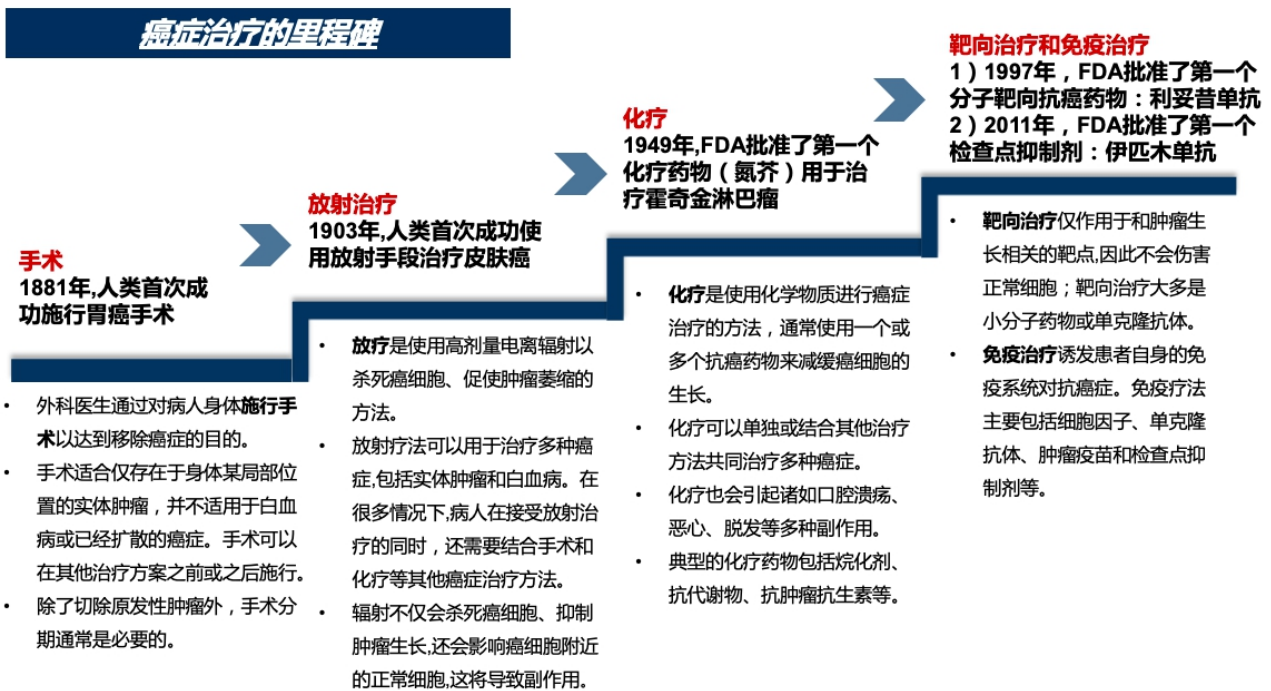 癌症治疗的里程碑
手术
1881年,人类首次成
功施行胃癌手术
• 外科医生通过对病人身体施行手
术以达到移除癌症的目的。
• 手术适合仅存在于身体某局部位
置的实体肿瘤，并不适用于白血
病或已经扩散的癌症。手术可以
在其他治疗方案之前或之后施行。
• 除了切除原发性肿瘤外，手术分
期通常是必要的。
放射治疗
1903年,人类首次成功使
用放射手段治疗皮肤癌
• 放疗是使用高剂量电离辐射以
杀死癌细胞、促使肿瘤萎缩的
方法。
• 放射疗法可以用于治疗多种癌
症,包括实体肿瘤和白血病。在
很多情况下,病人在接受放射治
疗的同时，还需要结合手术和
化疗等其他癌症治疗方法。
• 辐射不仅会杀死癌细胞、抑制
肿瘤生长,还会影响癌细胞附近
的正常细胞,这将导致副作用。
化疗
1949年,FDA批准了第一个
化疗药物（氮芥）用于治
疗霍奇金淋巴瘤
• 化疗是使用化学物质进行癌症
治疗的方法，通常使用一个或
多个抗癌药物来减缓癌细胞的
生长。
• 化疗可以单独或结合其他治疗
方法共同治疗多种癌症。
• 化疗也会引起诸如口腔溃疡、
恶心、脱发等多种副作用。
• 典型的化疗药物包括烷化剂、
抗代谢物、抗肿瘤抗生素等。
靶向治疗和免疫治疗
1）1997年，FDA批准了第一个
分子靶向抗癌药物：利妥昔单抗
2）2011年，FDA批准了第一个
检查点抑制剂：伊匹木单抗
• 靶向治疗仅作用于和肿瘤生
长相关的靶点,因此不会伤害
正常细胞；靶向治疗大多是
小分子药物或单克隆抗体。
• 免疫治疗诱发患者自身的免
疫系统对抗癌症。免疫疗法
主要包括细胞因子、单克隆
抗体、肿瘤疫苗和检查点抑
制剂等。